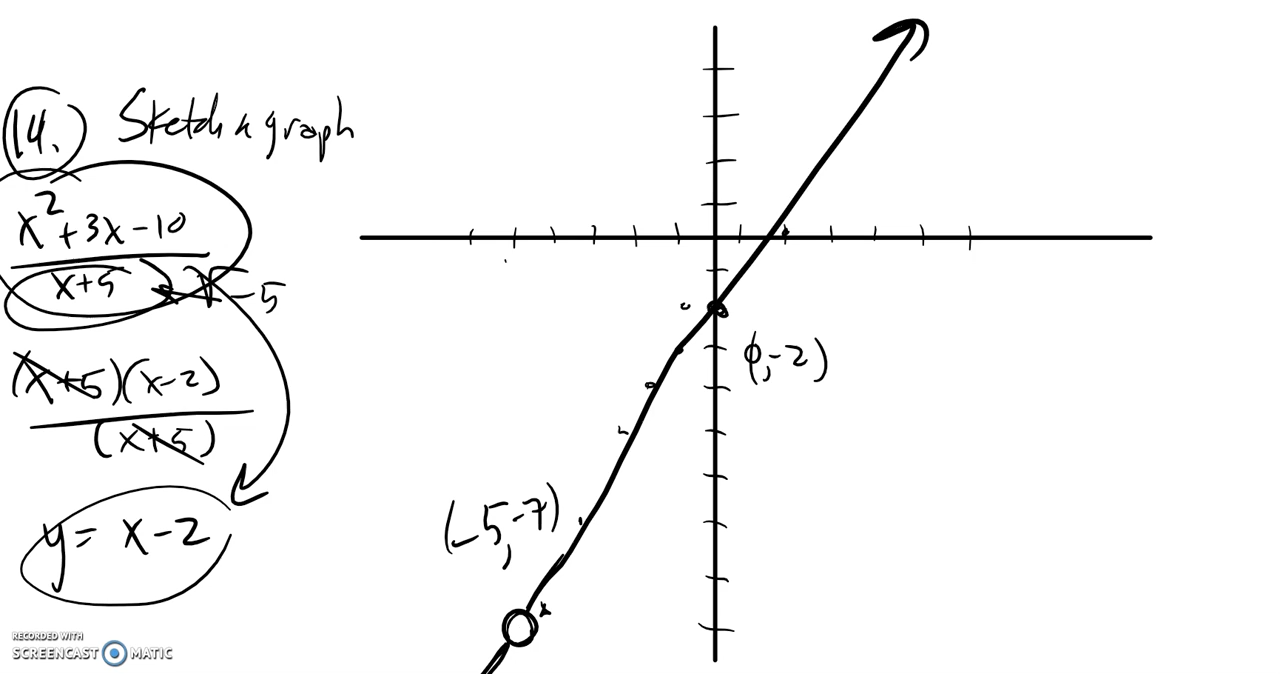 14. Sketch a graph
x²+3x-10
x+5 x≠-5
(x+5)(x-2)
(x+5)
y= x-2
(0,-2)
(-5,-7)
RECORDED WITH
SCREENCAST MATIC